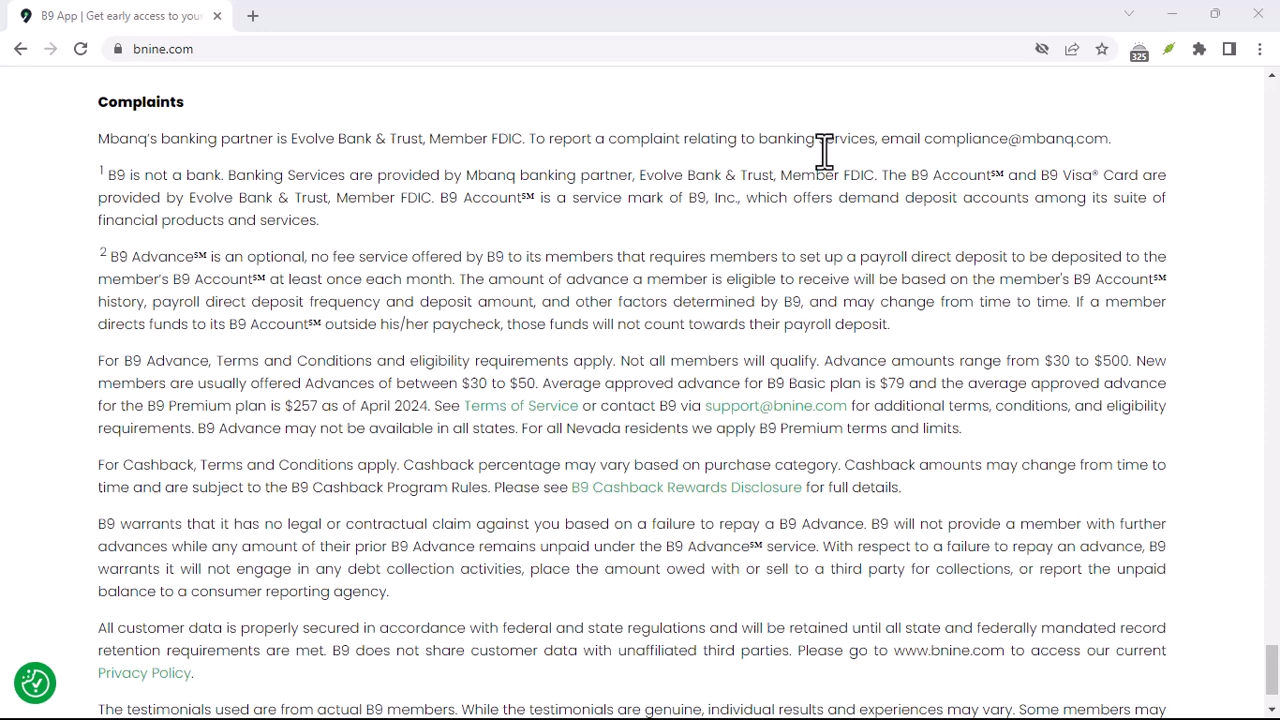 B9 App | Get early access to your
bnine.com
325
Complaints
Mbanq's banking partner is Evolve Bank & Trust, Member FDIC. To report a complaint relating to banking services, email compliance@mbanq.com.
1 B9 is not a bank. Banking Services are provided by Mbanq banking partner, Evolve Bank & Trust, Member FDIC. The B9 Account℠ and B9 Visa® Card are
provided by Evolve Bank & Trust, Member FDIC. B9 Account℠ is a service mark of B9, Inc., which offers demand deposit accounts among its suite of
financial products and services.
2 B9 Advance℠ is an optional, no fee service offered by B9 to its members that requires members to set up a payroll direct deposit to be deposited to the
member's B9 Account℠ at least once each month. The amount of advance a member is eligible to receive will be based on the member's B9 Account℠
history, payroll direct deposit frequency and deposit amount, and other factors determined by B9, and may change from time to time. If a member
directs funds to its B9 Account℠ outside his/her paycheck, those funds will not count towards their payroll deposit.
For B9 Advance, Terms and Conditions and eligibility requirements apply. Not all members will qualify. Advance amounts range from $30 to $500. New
members are usually offered Advances of between $30 to $50. Average approved advance for B9 Basic plan is $79 and the average approved advance
for the B9 Premium plan is $257 as of April 2024. See Terms of Service or contact B9 via support@bnine.com for additional terms, conditions, and eligibility
requirements. B9 Advance may not be available in all states. For all Nevada residents we apply B9 Premium terms and limits.
For Cashback, Terms and Conditions apply. Cashback percentage may vary based on purchase category. Cashback amounts may change from time to
time and are subject to the B9 Cashback Program Rules. Please see B9 Cashback Rewards Disclosure for full details.
B9 warrants that it has no legal or contractual claim against you based on a failure to repay a B9 Advance. B9 will not provide a member with further
advances while any amount of their prior B9 Advance remains unpaid under the B9 Advance℠ service. With respect to a failure to repay an advance, B9
warrants it will not engage in any debt collection activities, place the amount owed with or sell to a third party for collections, or report the unpaid
balance to a consumer reporting agency.
All customer data is properly secured in accordance with federal and state regulations and will be retained until all state and federally mandated record
retention requirements are met. B9 does not share customer data with unaffiliated third parties. Please go to www.bnine.com to access our current
Privacy Policy.
The testimonials used are from actual B9 members. While the testimonials are genuine, individual results and experiences may vary. Some members may